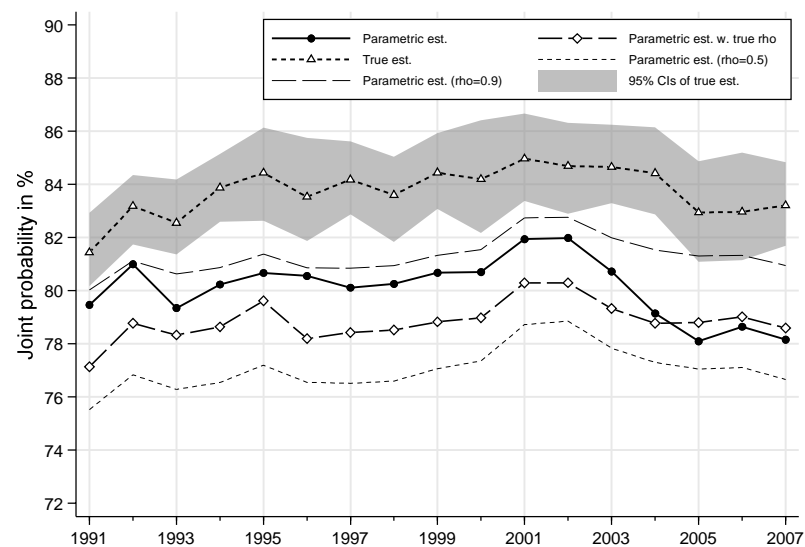 90
88
86
84
82
80
78
76
74
72
Joint probability in %
Parametric est.
True est.
Parametric est. (rho=0.9)
Parametric est. w. true rho
Parametric est. (rho=0.5)
95% CIs of true est.
1991 1993 1995 1997 1999 2001 2003 2005 2007